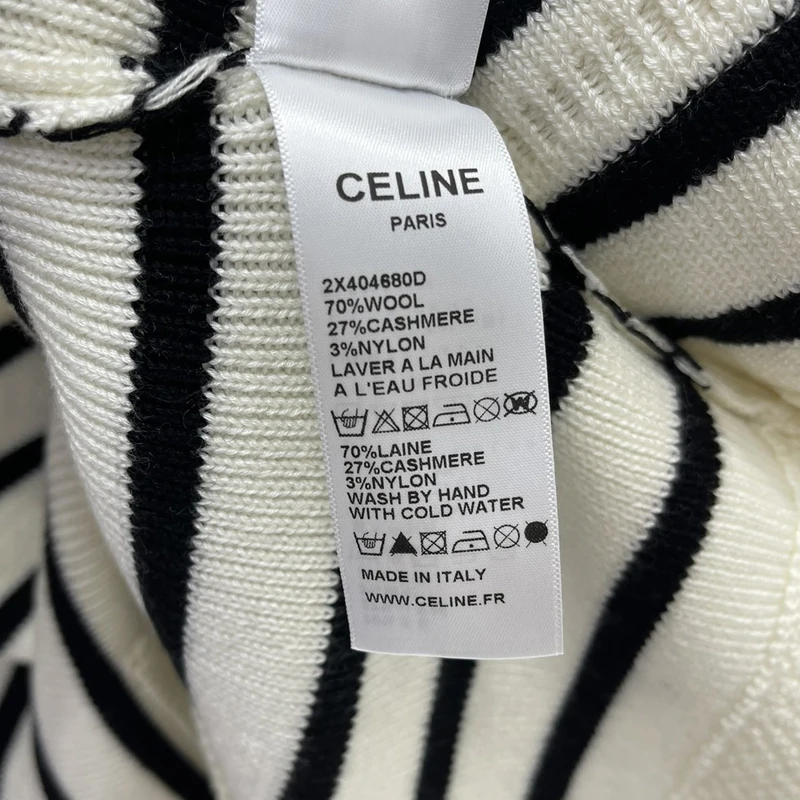 CELINE
PARIS
2X404680D
70%WOOL
27%CASHMERE
3%NYLON
LAVER A LA MAIN
A L'EAU FROIDE
W
70%LAINE
27%CASHMERE
3%NYLON
WASH BY HAND
WITH COLD WATER
MADE IN ITALY
WWW.CELINE.FR